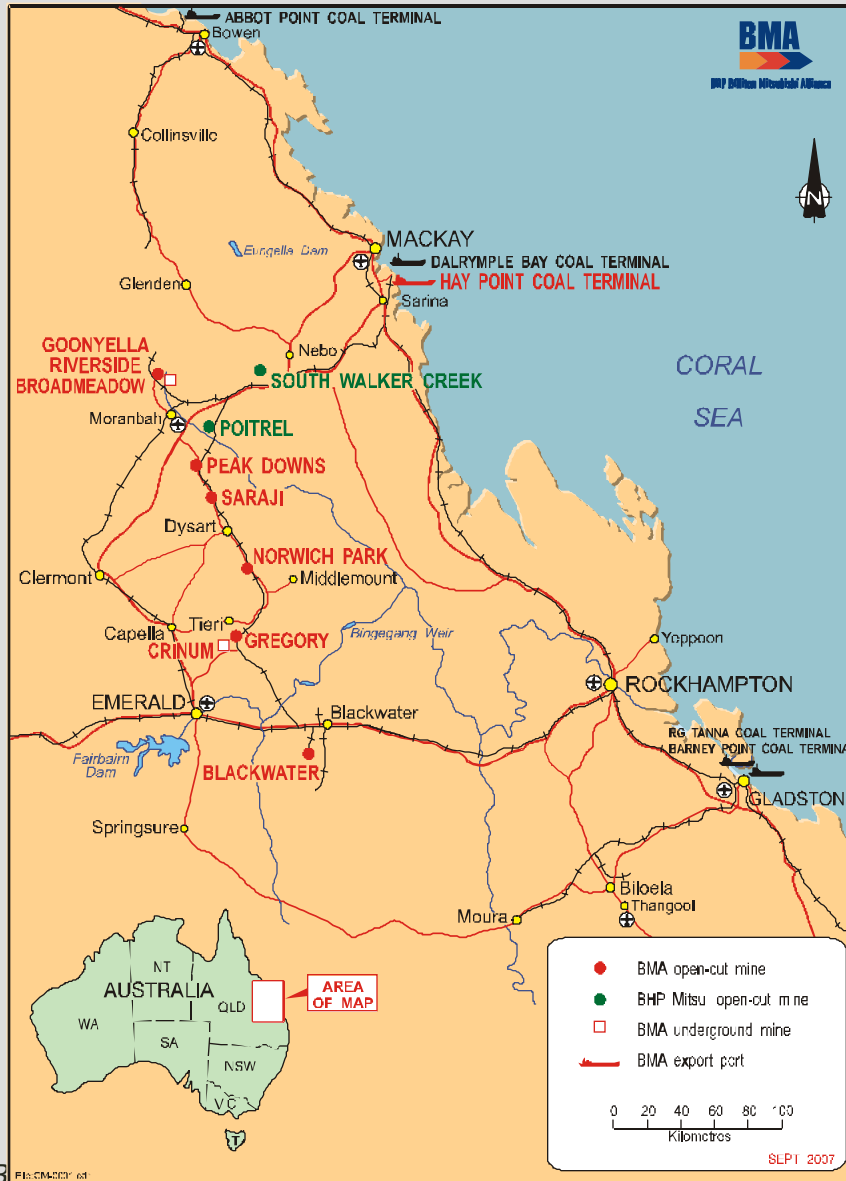 ABBOT POINT COAL TERMINAL
Bowen
BMA
BHP Billiton Mitsubishi Alliance
Collinsville
N
Eungella Dam
MACKAY
DALRYMPLE BAY COAL TERMINAL
HAY POINT COAL TERMINAL
Glenden
Sarina
Nebo
GOONYELLA
RIVERSIDE
BROADMEADOW
SOUTH WALKER CREEK
CORAL
SEA
Moranbah
POITREL
PEAK DOWNS
SARAJI
Dysart
NORWICH PARK
Clermont
Middlemount
Tieri
Capella
GREGORY
CRINUM
Bingegang Weir
Yeppoon
ROCKHAMPTON
EMERALD
Blackwater
RG TANNA COAL TERMINAL
BARNEY POINT COAL TERMINA
Fairbairn
Dam
BLACKWATER
GLADSTON
Springsure
Biloela
Thangool
Moura
AUSTRALIA
NT
QLD
WA
SA
NSW
VIC
T
AREA
OF MAP
BMA open-cut mine
BHP Mitsui open-cut mine
BMA underground mine
BMA export port
0 20 40 60 80 100
Kilometres
SEPT 2007